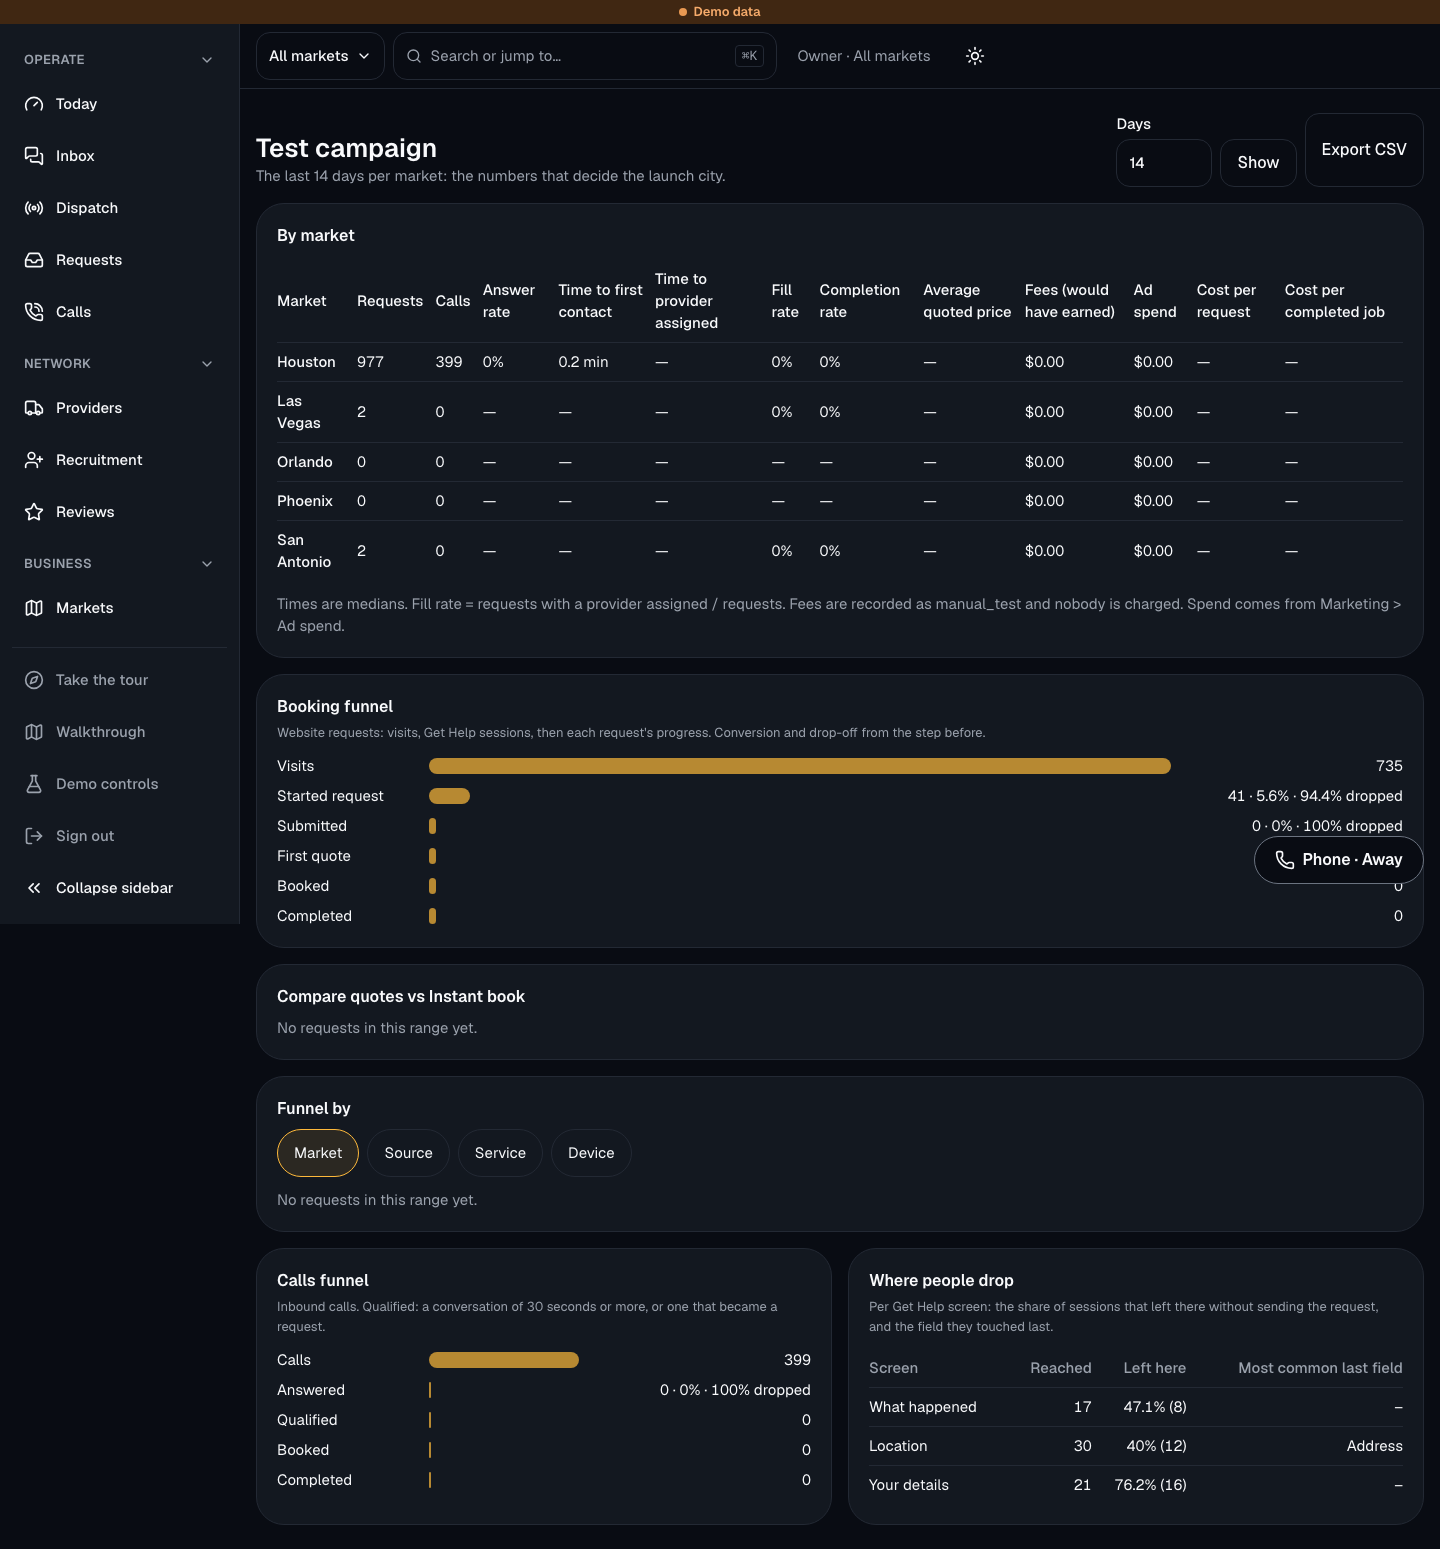 Demo data
OPERATE
Today
Inbox
Dispatch
Requests
Calls
NETWORK
Providers
Recruitment
Reviews
BUSINESS
Markets
Take the tour
Walkthrough
Demo controls
Sign out
Collapse sidebar
All markets
Search or jump to...
⌘K
Owner · All markets
Test campaign
The last 14 days per market: the numbers that decide the launch city.
Days
14
Show
Export CSV
By market
Market Requests Calls Answer rate Time to first contact Time to provider assigned Fill rate Completion rate Average quoted price Fees (would have earned) Ad spend Cost per request Cost per completed job
Houston 977 399 0% 0.2 min — 0% 0% — $0.00 $0.00 — —
Las Vegas 2 0 — — — 0% 0% — $0.00 $0.00 — —
Orlando 0 0 — — — — — — $0.00 $0.00 — —
Phoenix 0 0 — — — — — — $0.00 $0.00 — —
San Antonio 2 0 — — — 0% 0% — $0.00 $0.00 — —
Times are medians. Fill rate = requests with a provider assigned / requests. Fees are recorded as manual_test and nobody is charged. Spend comes from Marketing >
Ad spend.
Booking funnel
Website requests: visits, Get Help sessions, then each request's progress. Conversion and drop-off from the step before.
Visits 735
Started request 41 · 5.6% · 94.4% dropped
Submitted 0 · 0% · 100% dropped
First quote
Phone · Away
Booked 0
Completed 0
Compare quotes vs Instant book
No requests in this range yet.
Funnel by
Market Source Service Device
No requests in this range yet.
Calls funnel
Inbound calls. Qualified: a conversation of 30 seconds or more, or one that became a
request.
Calls 399
Answered 0 · 0% · 100% dropped
Qualified 0
Booked 0
Completed 0
Where people drop
Per Get Help screen: the share of sessions that left there without sending the request,
and the field they touched last.
Screen Reached Left here Most common last field
What happened 17 47.1% (8) –
Location 30 40% (12) Address
Your details 21 76.2% (16) –